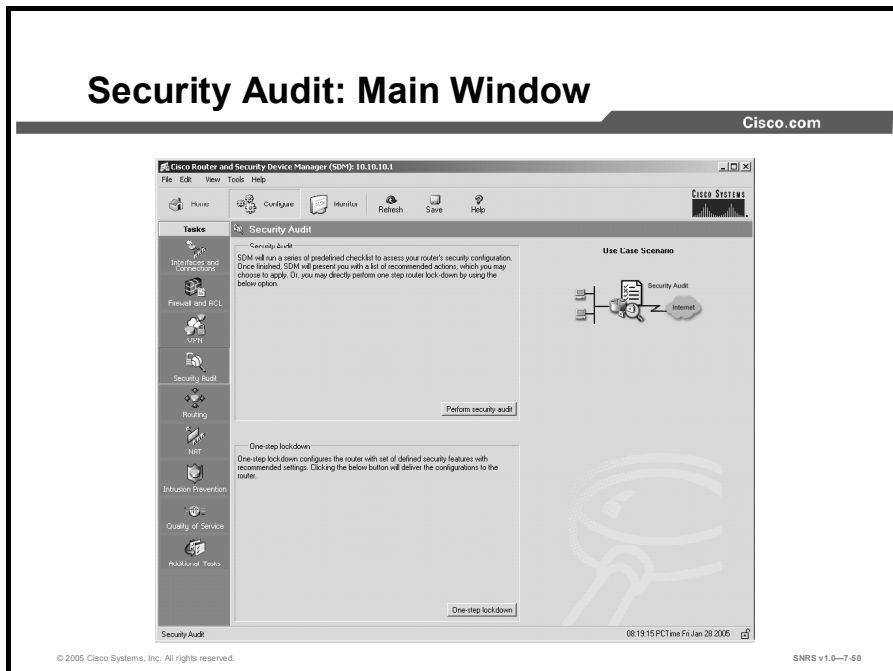 Security Audit: Main Window
Cisco.com
Cisco Router and Security Device Manager (SDM): 10.10.10.1
File Edit View Tools Help
Home Configure Monitor Refresh Save Help
CISCO SYSTEMS
Tasks
Security Audit
Interfaces and
Connections
Firewall and ACL
VPN
Security Audit
Routing
NAT
Intrusion Prevention
Quality of Service
Additional Tasks
Security Audit
SDM will run a series of predefined checklist to assess your router's security configuration.
Once finished, SDM will present you with a list of recommended actions, which you may
choose to apply. Or, you may directly perform one step router lock-down by using the
below option.
Perform security audit
One-step lockdown
One-step lockdown configures the router with set of defined security features with
recommended settings. Clicking the below button will deliver the configurations to the
router.
One-step lockdown
Use Case Scenario
Security Audit
Internet
Security Audit
08:19:15 PCTime Fri Jan 28 2005
© 2005 Cisco Systems, Inc. All rights reserved.
SNRS v1.0—7-50